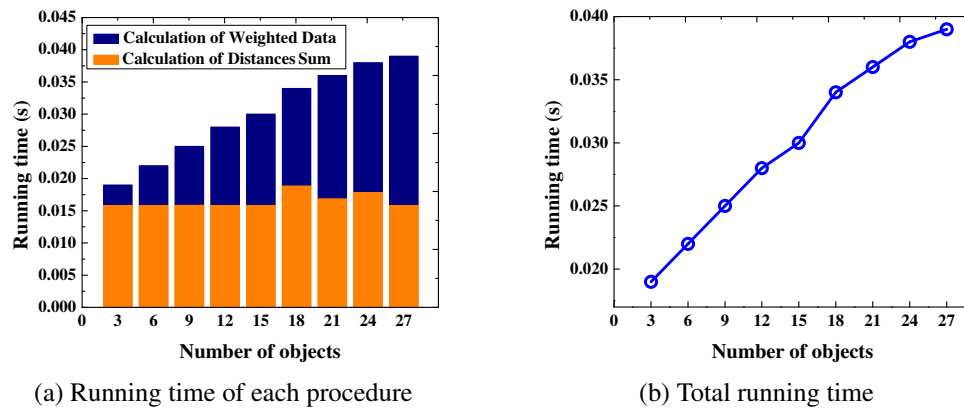 0.045
0.040
0.035
0.030
0.025
0.020
0.015
0.010
0.005
0.000
Running time (s)
Calculation of Weighted Data
Calculation of Distances Sum
0 3 6 9 12 15 18 21 24 27
Number of objects
(a) Running time of each procedure
0.040
0.035
0.030
0.025
0.020
Running time (s)
0 3 6 9 12 15 18 21 24 27
Number of objects
(b) Total running time